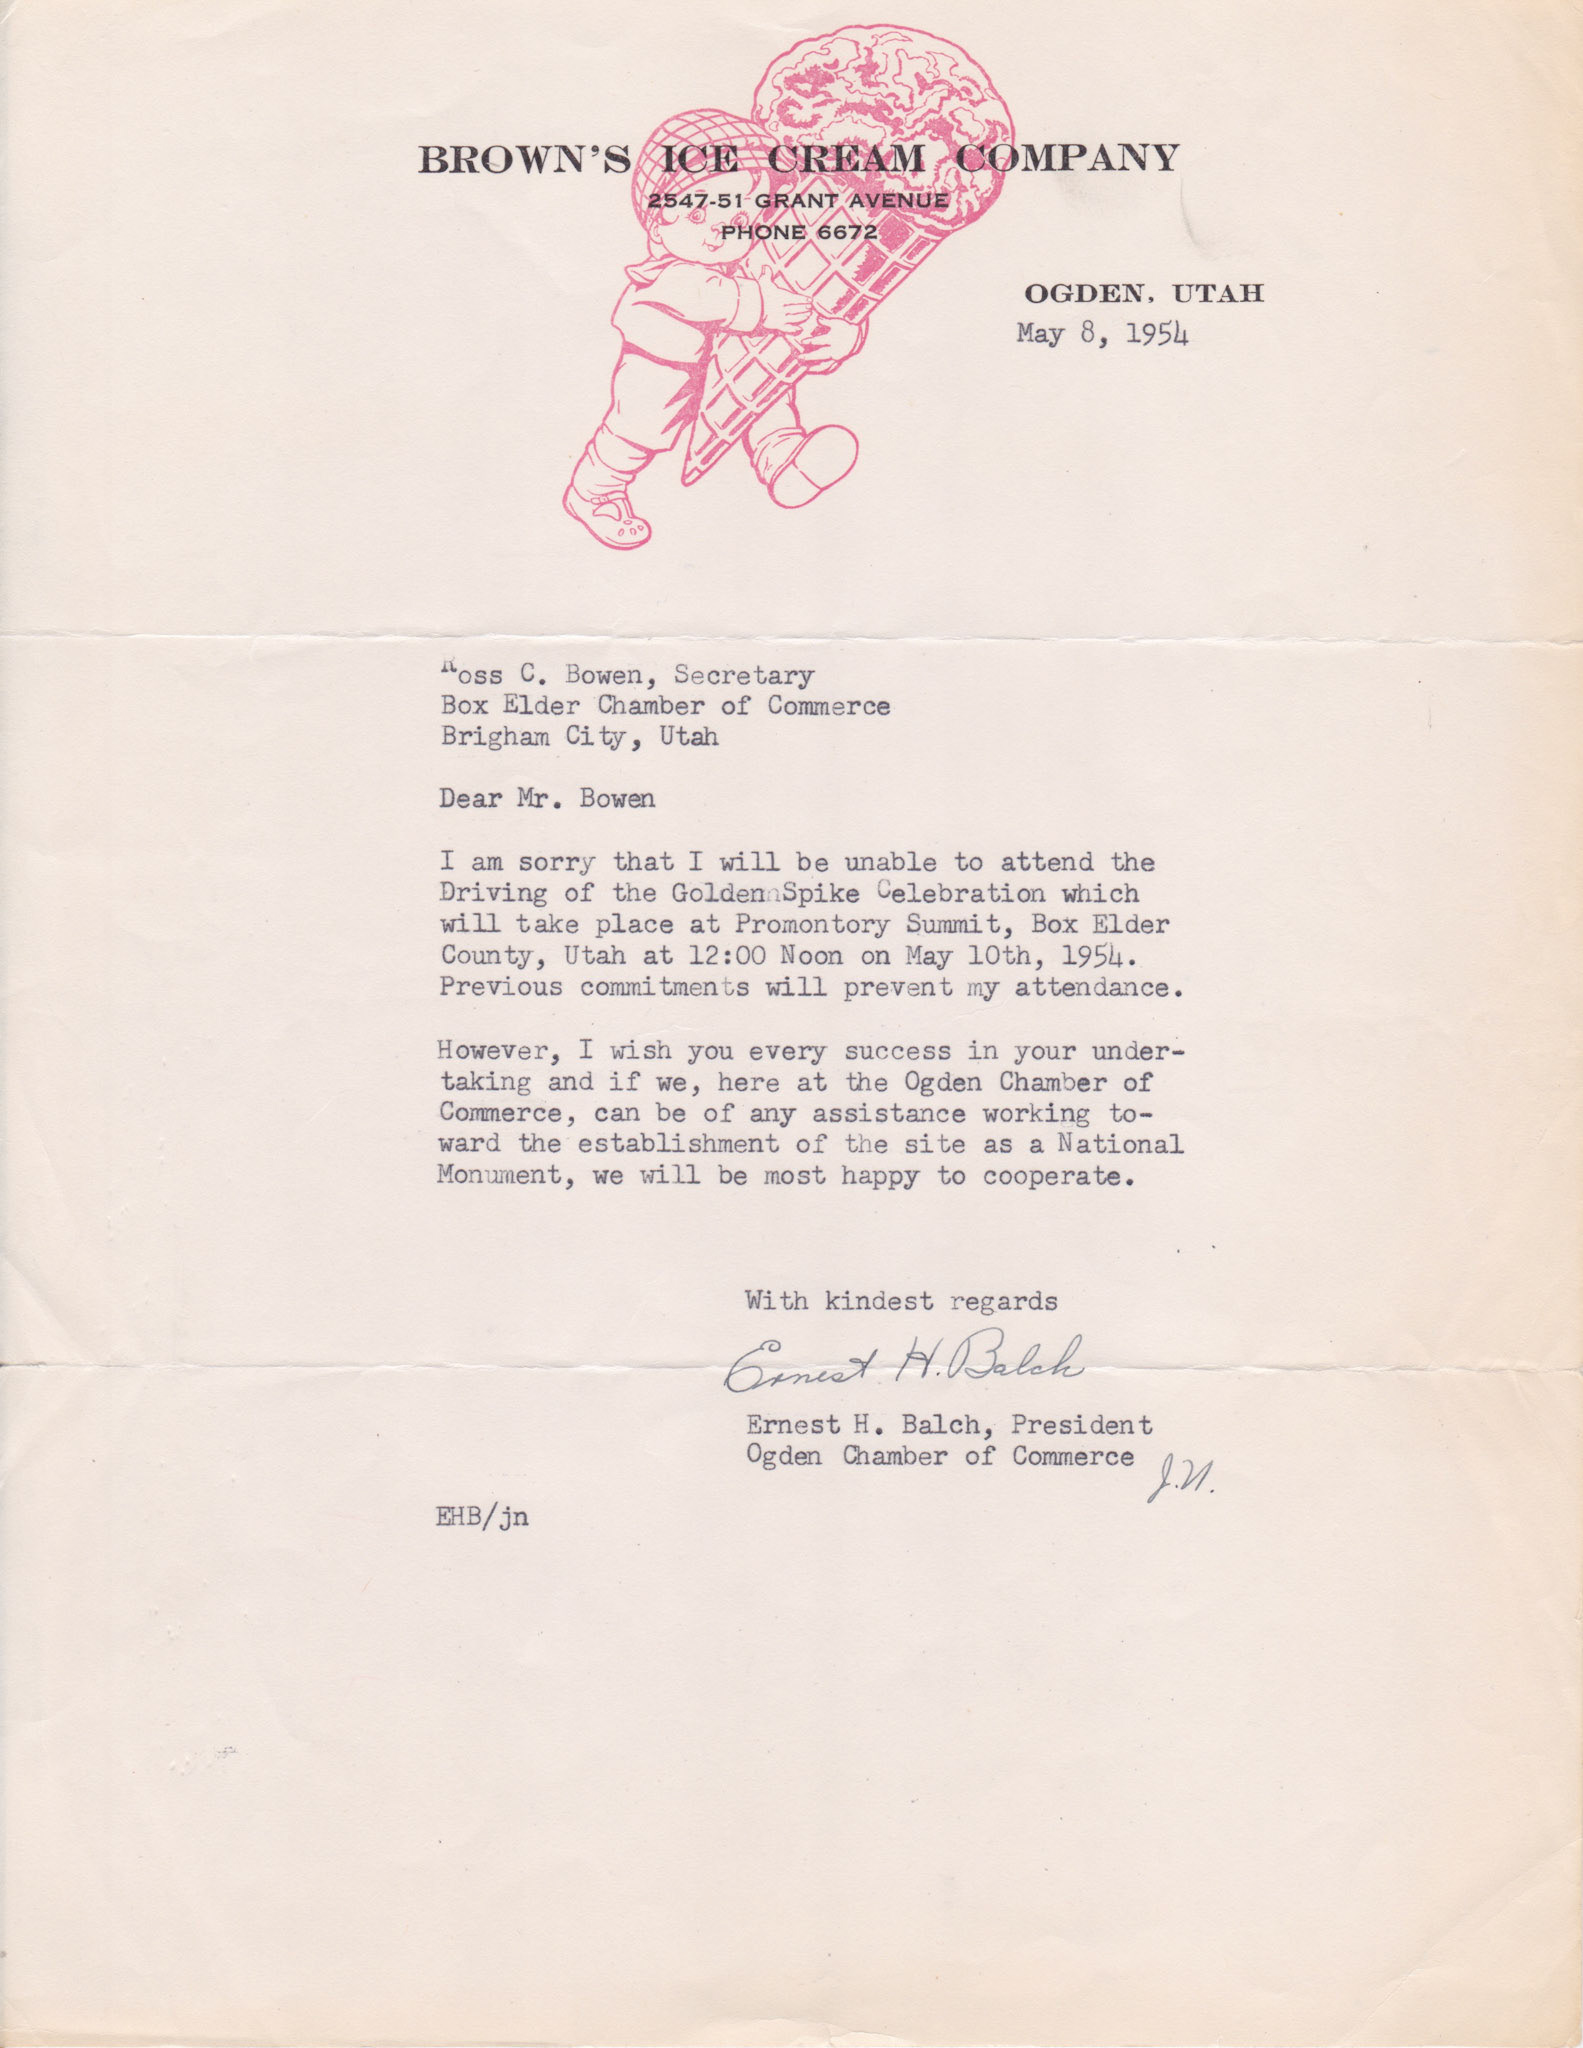 BROWN'S ICE CREAM COMPANY
2547-51 GRANT AVENUE
PHONE 6672
OGDEN, UTAH
May 8, 1954
Ross C. Bowen, Secretary
Box Elder Chamber of Commerce
Brigham City, Utah
Dear Mr. Bowen
I am sorry that I will be unable to attend the
Driving of the GoldennSpike Celebration which
will take place at Promontory Summit, Box Elder
County, Utah at 12:00 Noon on May 10th, 1954.
Previous commitments will prevent my attendance.
However, I wish you every success in your under-
taking and if we, here at the Ogden Chamber of
Commerce, can be of any assistance working to-
ward the establishment of the site as a National
Monument, we will be most happy to cooperate.
With kindest regards
Ernest H. Balch
Ernest H. Balch, President
Ogden Chamber of Commerce
J.N.
EHB/jn